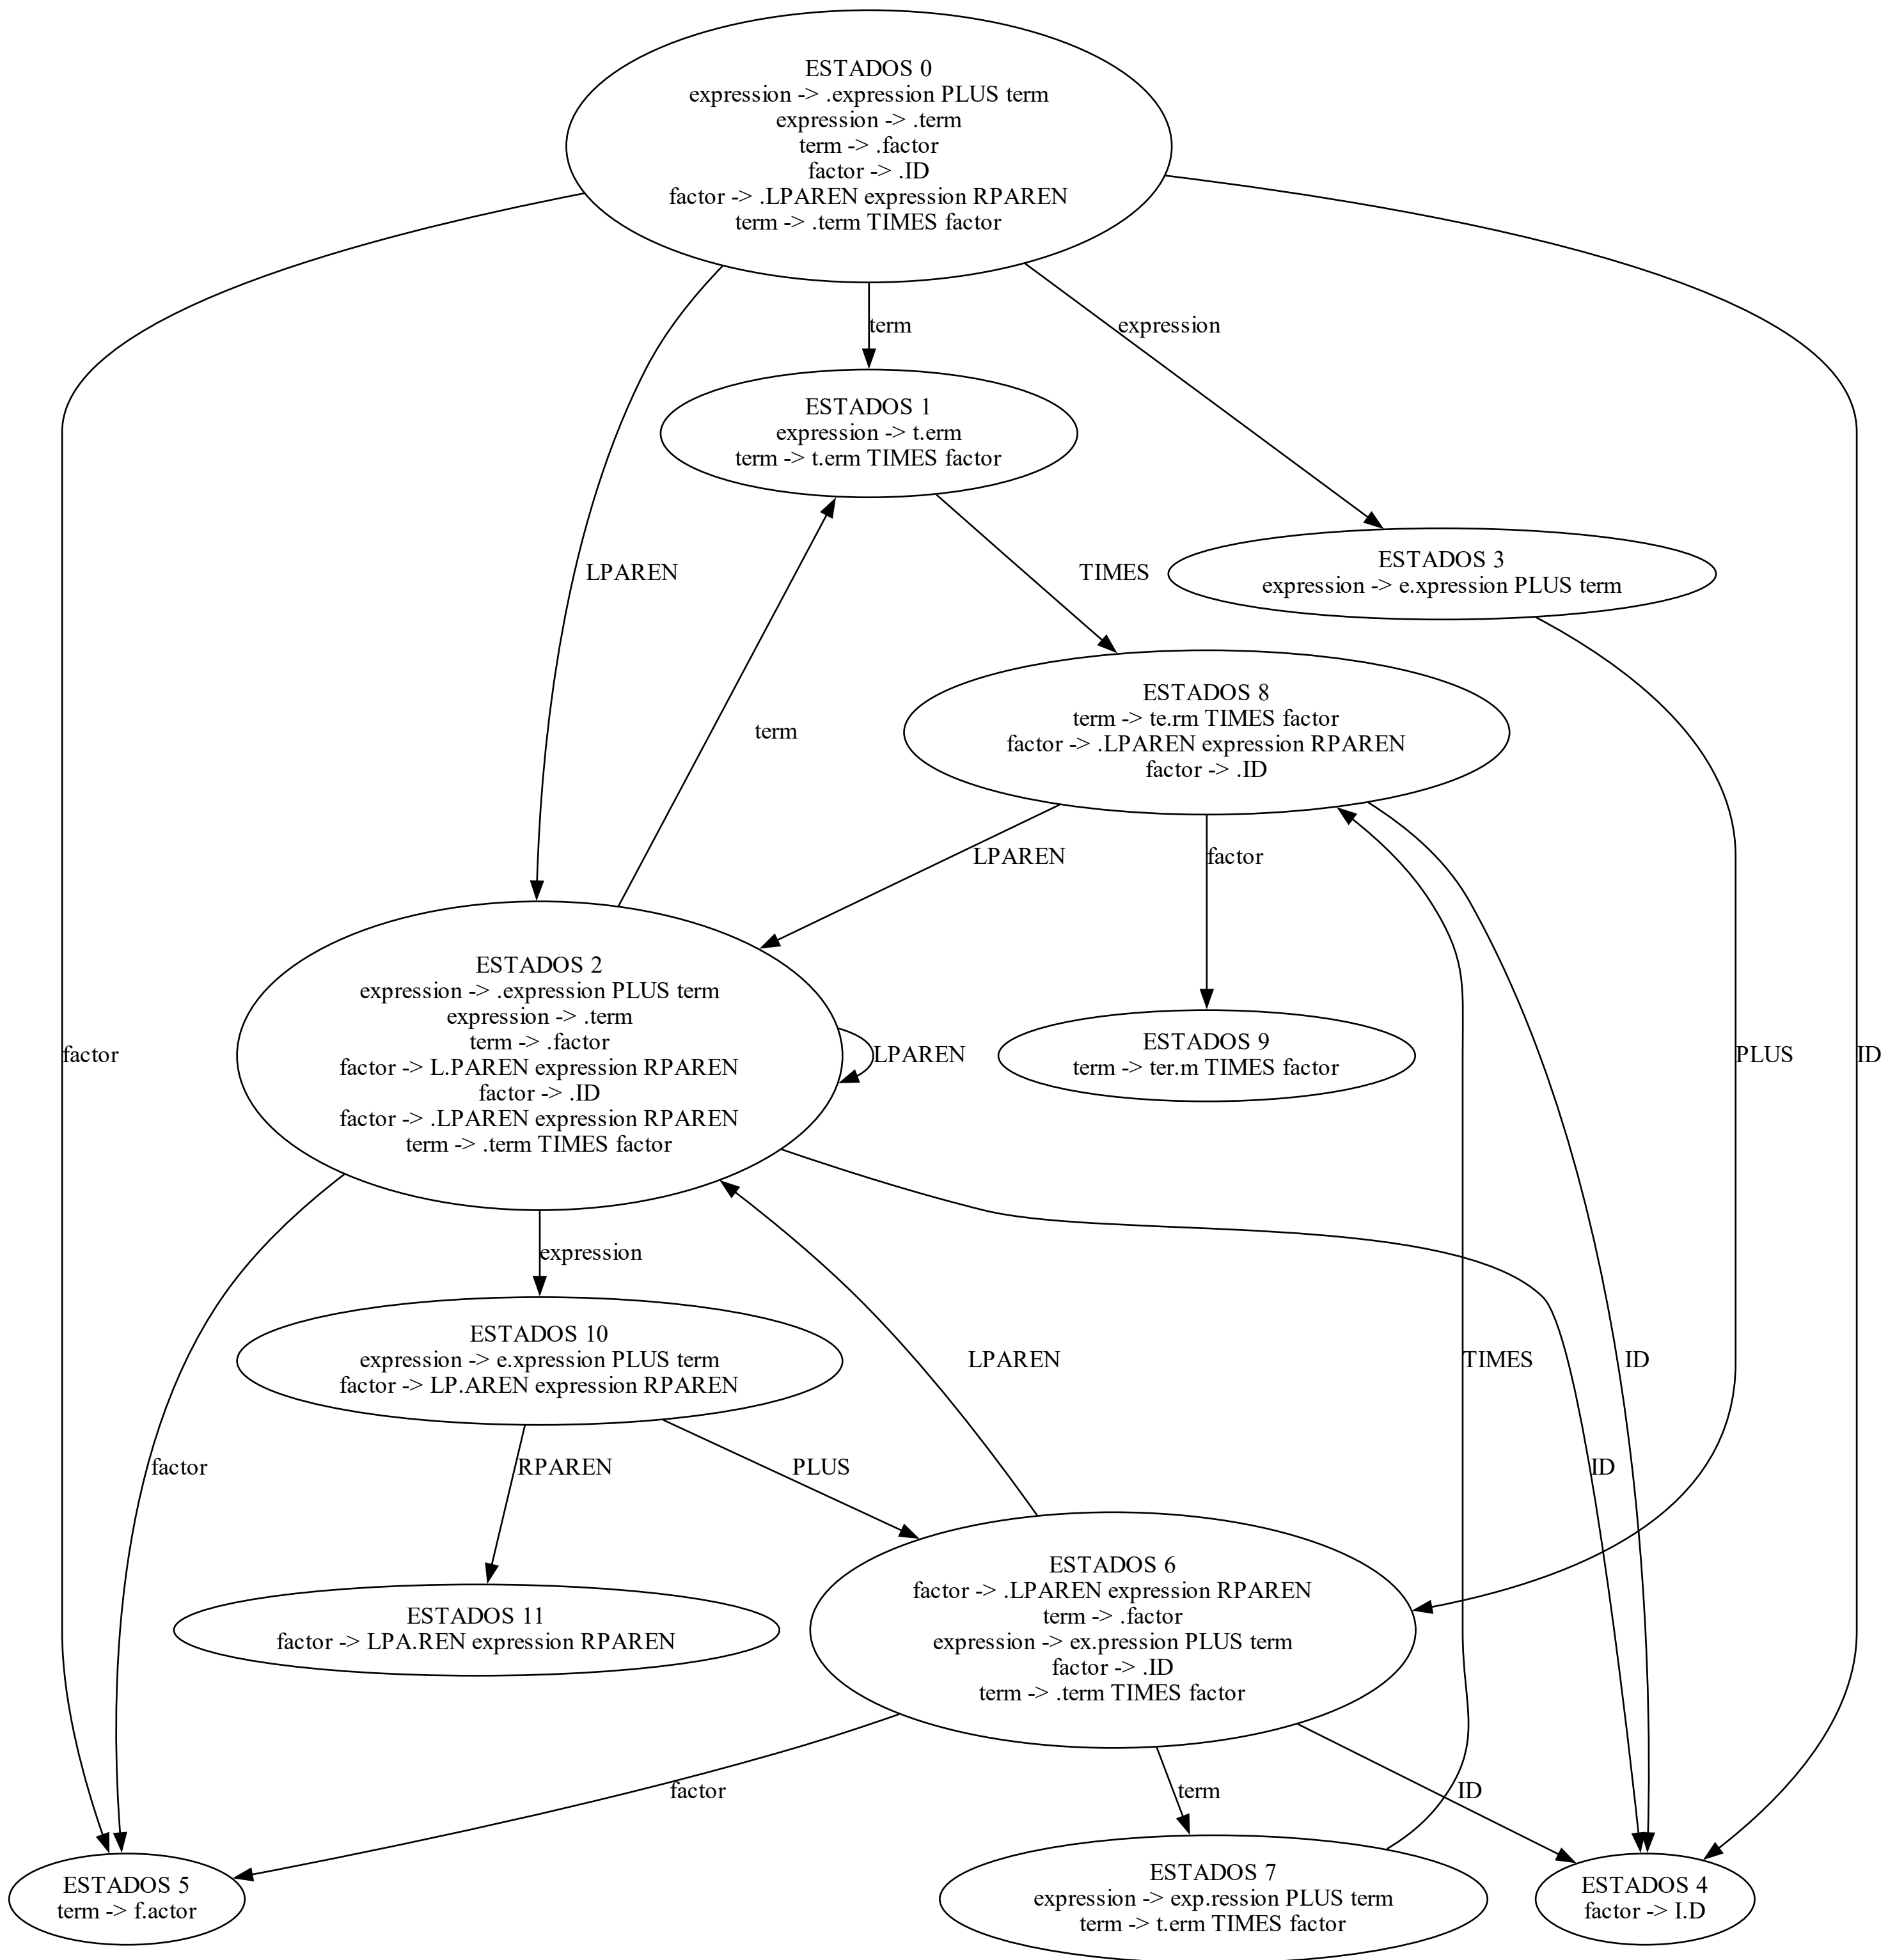 ESTADOS 0
expression -> .expression PLUS term
expression -> .term
term -> .factor
factor -> .ID
factor -> .LPAREN expression RPAREN
term -> .term TIMES factor
term
expression
ESTADOS 1
expression -> t.erm
term -> t.erm TIMES factor
LPAREN
TIMES
ESTADOS 3
expression -> e.xpression PLUS term
term
ESTADOS 8
term -> te.rm TIMES factor
factor -> .LPAREN expression RPAREN
factor -> .ID
LPAREN
factor
ESTADOS 2
expression -> .expression PLUS term
expression -> .term
term -> .factor
factor -> L.PAREN expression RPAREN
factor -> .ID
factor -> .LPAREN expression RPAREN
term -> .term TIMES factor
factor
LPAREN
ESTADOS 9
term -> ter.m TIMES factor
PLUS
ID
expression
ESTADOS 10
expression -> e.xpression PLUS term
factor -> LP.AREN expression RPAREN
LPAREN
TIMES
ID
factor
RPAREN
PLUS
ID
ESTADOS 11
factor -> LPA.REN expression RPAREN
ESTADOS 6
factor -> .LPAREN expression RPAREN
term -> .factor
expression -> ex.pression PLUS term
factor -> .ID
term -> .term TIMES factor
factor
term
ID
ESTADOS 5
term -> f.actor
ESTADOS 7
expression -> exp.ression PLUS term
term -> t.erm TIMES factor
ESTADOS 4
factor -> I.D